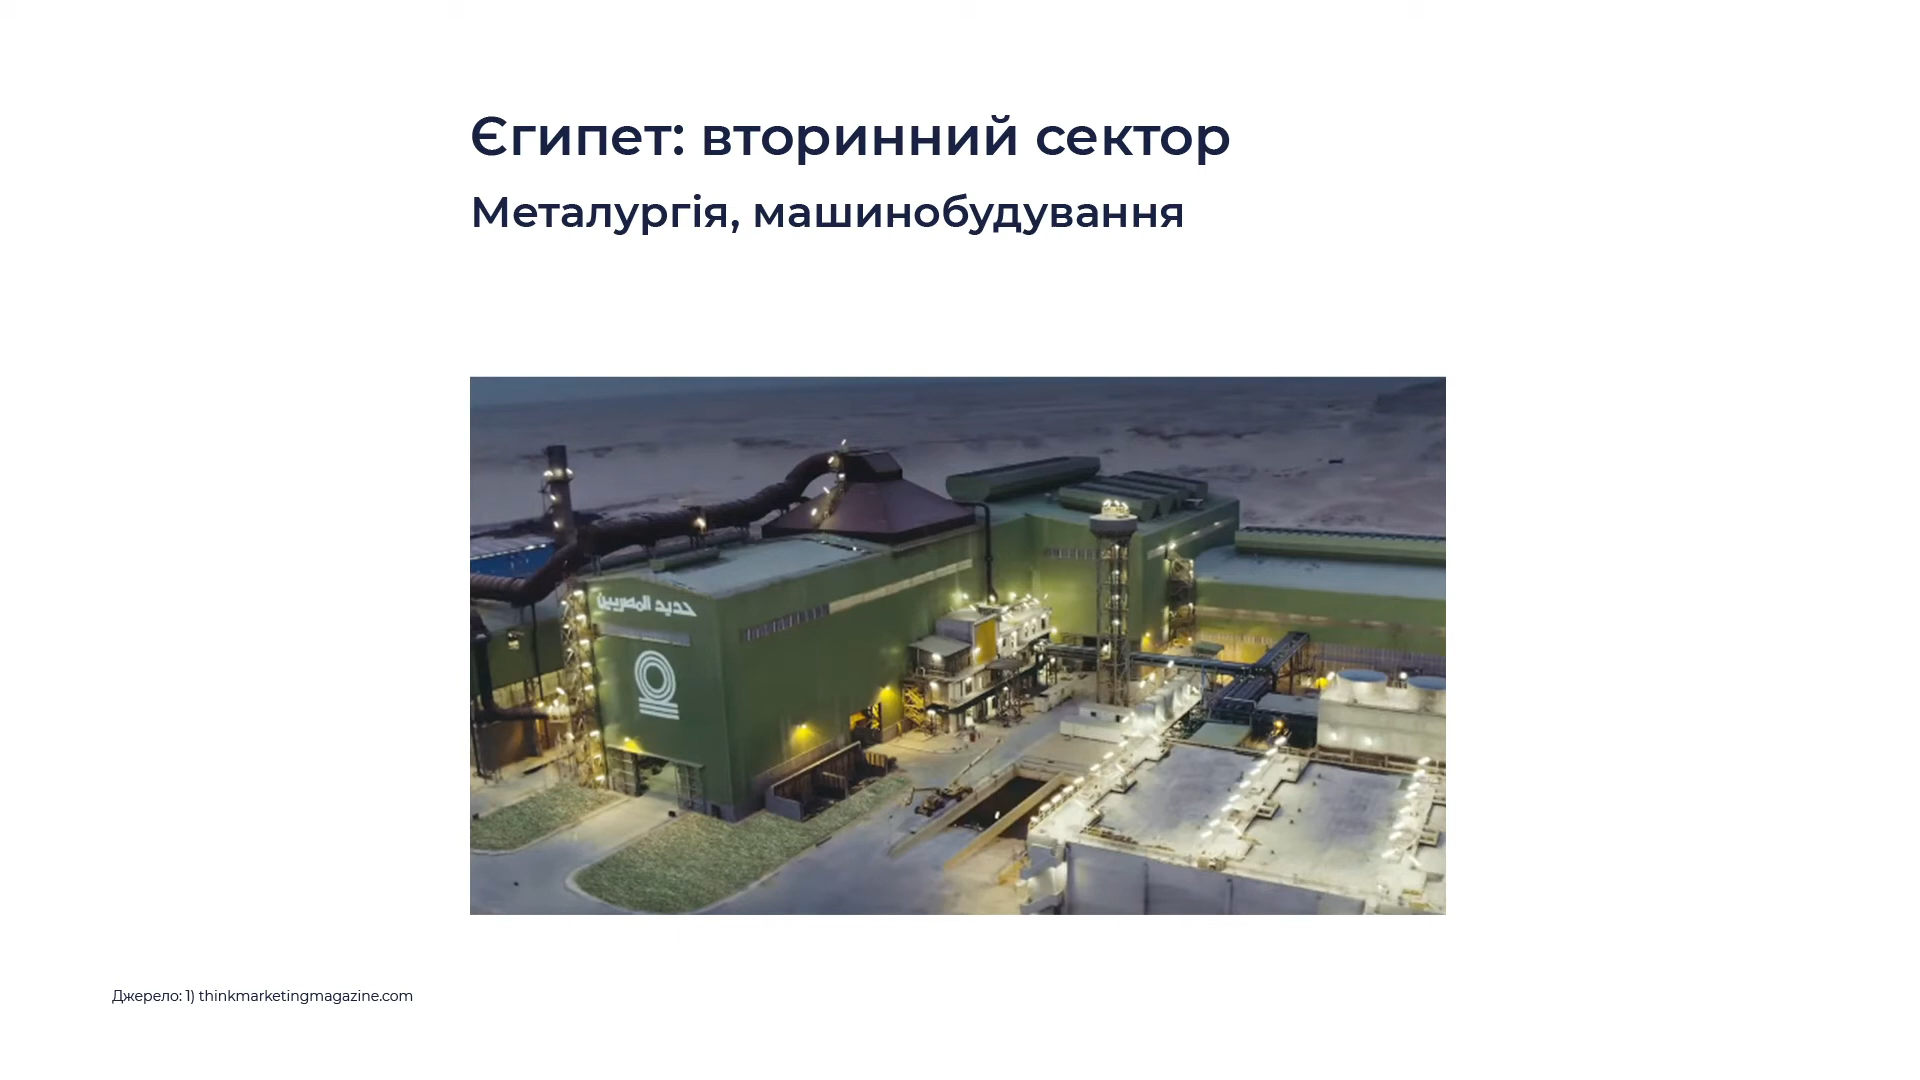 Єгипет: вторинний сектор
Металургія, машинобудування
حديد المصريين
Джерело: 1) thinkmarketingmagazine.com